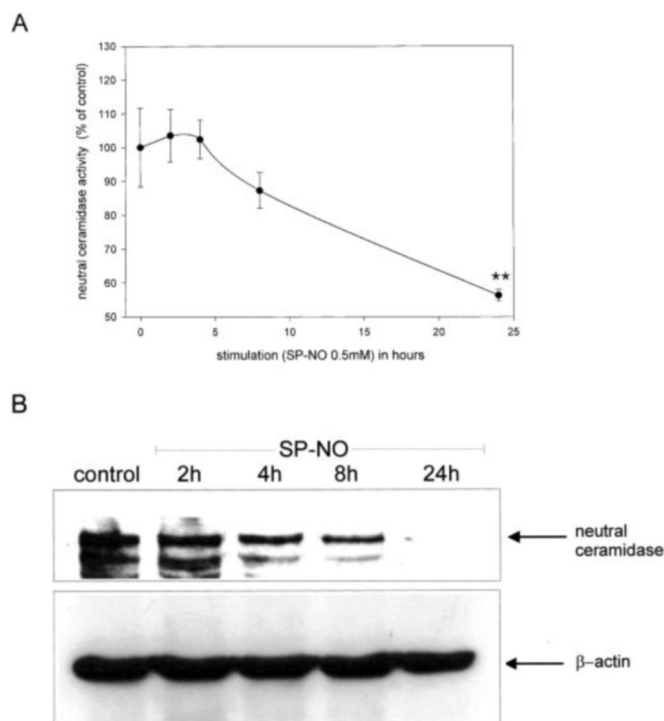 A
130
120
110
100
90
80
70
60
50
neutral ceramidase activity (% of control)
**
0
5
10
15
20
25
stimulation (SP-NO 0.5mM) in hours
B
SP-NO
control 2h 4h 8h 24h
neutral
ceramidase
β–actin